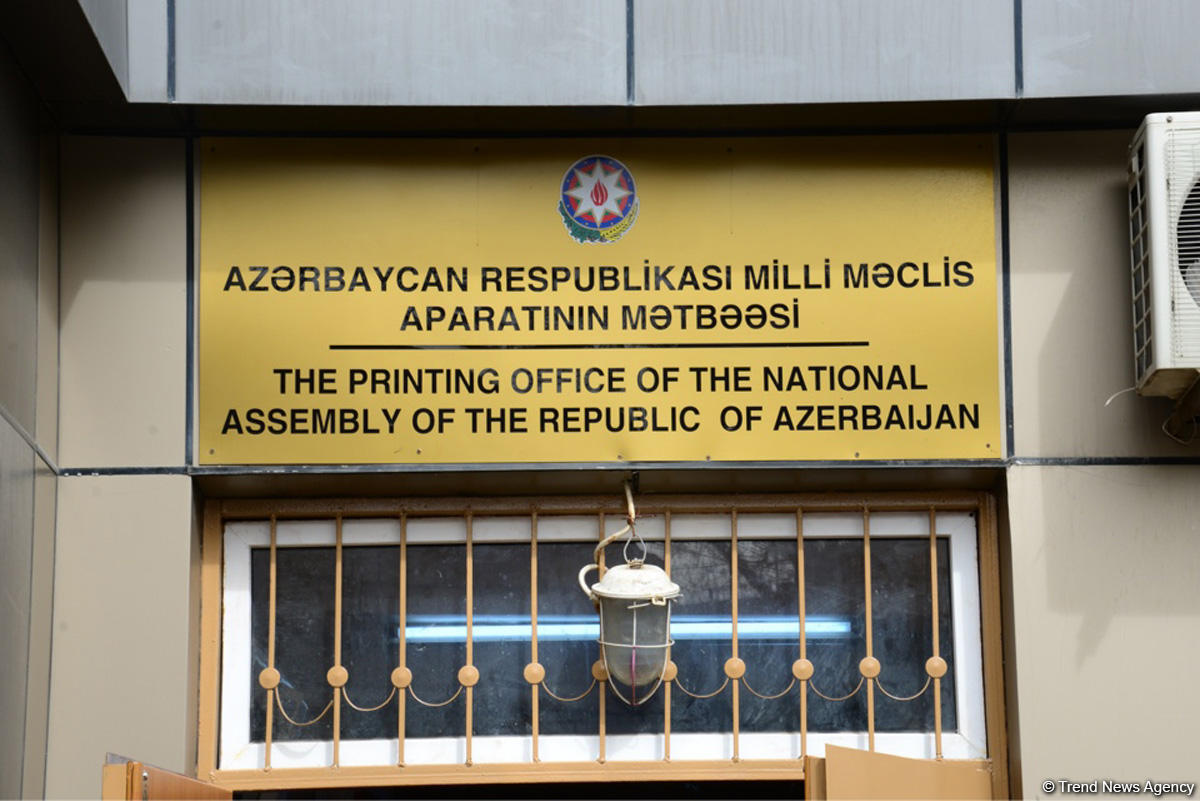 AZƏRBAYCAN RESPUBLİKASI MİLLİ MƏCLİS
APARATININ MƏTBƏƏSİ
THE PRINTING OFFICE OF THE NATIONAL
ASSEMBLY OF THE REPUBLIC OF AZERBAIJAN
© Trend News Agency